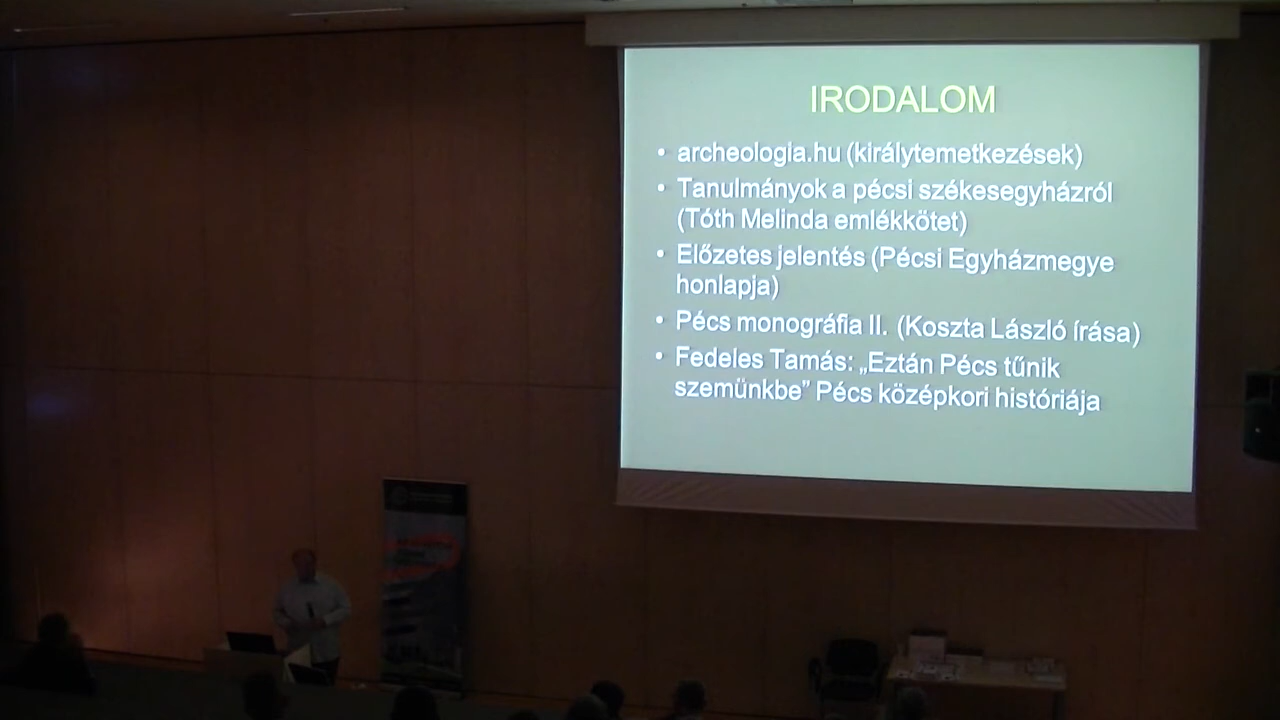 IRODALOM
• archeologia.hu (királytemetkezések)
• Tanulmányok a pécsi székesegyházról
(Tóth Melinda emlékkötet)
• Előzetes jelentés (Pécsi Egyházmegye
honlapja)
• Pécs monográfia II. (Koszta László írása)
• Fedeles Tamás: „Eztán Pécs tűnik
szemünkbe” Pécs középkori históriája